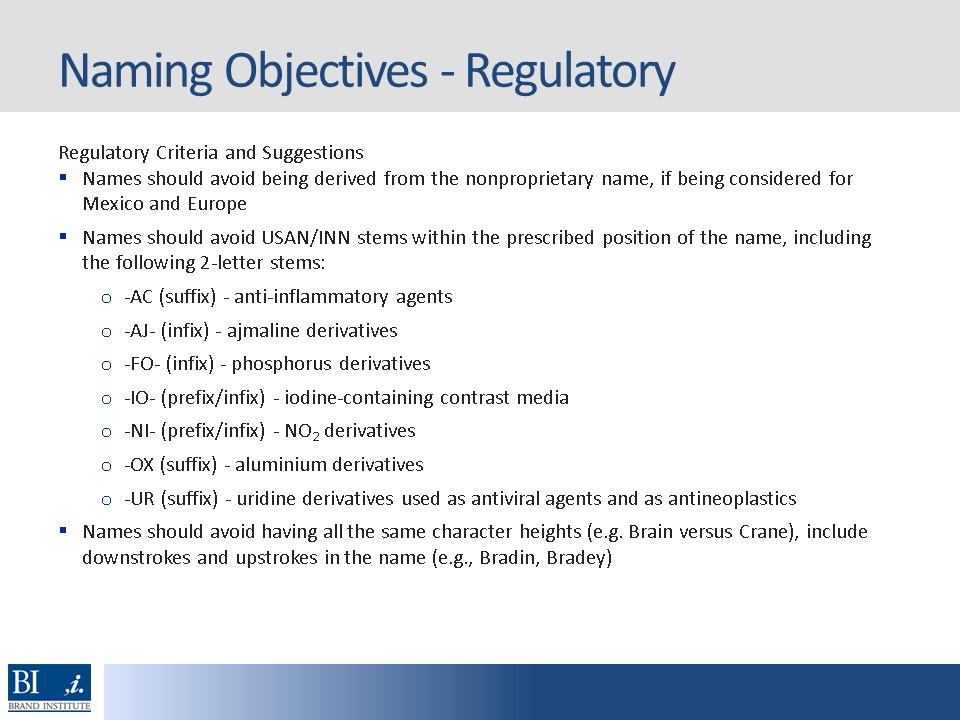 Naming Objectives - Regulatory
Regulatory Criteria and Suggestions
▪ Names should avoid being derived from the nonproprietary name, if being considered for
Mexico and Europe
▪ Names should avoid USAN/INN stems within the prescribed position of the name, including
the following 2-letter stems:
o -AC (suffix) - anti-inflammatory agents
o -AJ- (infix) - ajmaline derivatives
o -FO- (infix) - phosphorus derivatives
o -IO- (prefix/infix) - iodine-containing contrast media
o -NI- (prefix/infix) - NO₂ derivatives
o -OX (suffix) - aluminium derivatives
o -UR (suffix) - uridine derivatives used as antiviral agents and as antineoplastics
▪ Names should avoid having all the same character heights (e.g. Brain versus Crane), include
downstrokes and upstrokes in the name (e.g., Bradin, Bradey)
BI ,i.
BRAND INSTITUTE